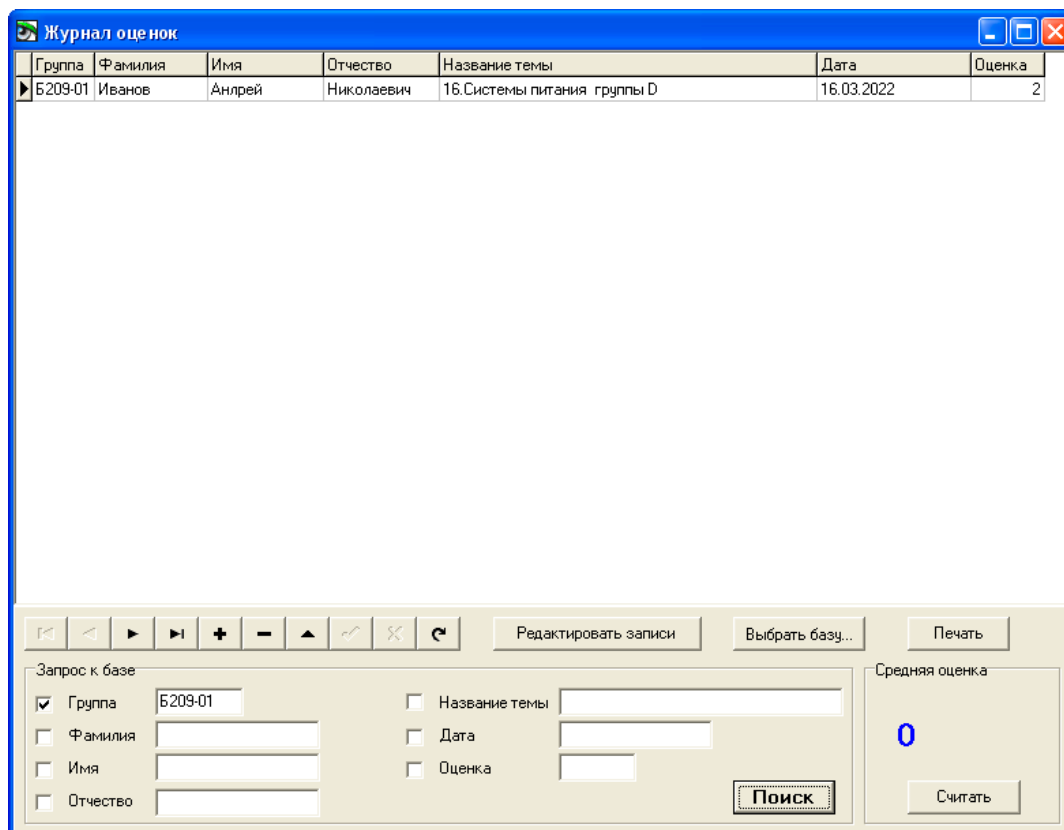 Журнал оценок
Группа Фамилия Имя Отчество Название темы Дата Оценка
Б209-01 Иванов Анлрей Николаевич 16.Системы питания группы D 16.03.2022 2
Редактировать записи Выбрать базу... Печать
Запрос к базе Средняя оценка
Группа Б209-01 Название темы
Фамилия Дата 0
Имя Оценка
Отчество Поиск Считать